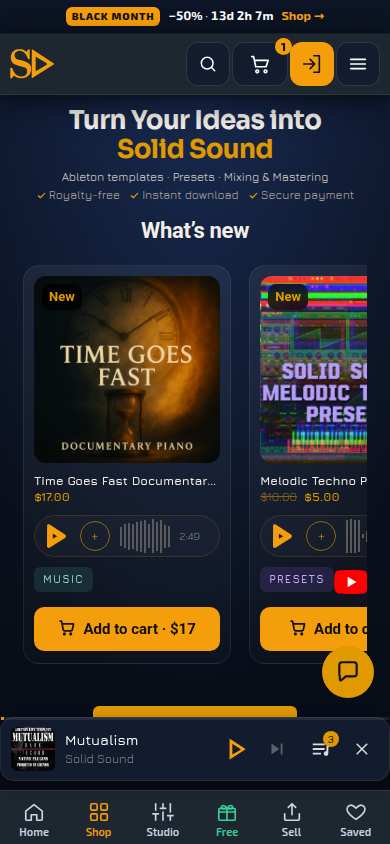 BLACK MONTH −50% · 13d 2h 7m Shop →
S
1
Turn Your Ideas into
Solid Sound
Ableton templates · Presets · Mixing & Mastering
✓ Royalty-free ✓ Instant download ✓ Secure payment
What's new
New
TIME GOES
FAST
DOCUMENTARY PIANO
Time Goes Fast Documentar...
$17.00
+ 2:49
MUSIC
Add to cart · $17
New
SOLID S
MELODIC T
PRESE
Melodic Techno P
$10.00 $5.00
+
PRESETS
Add to c
MUTUALISM
Mutualism
Solid Sound
3
Home Shop Studio Free Sell Saved